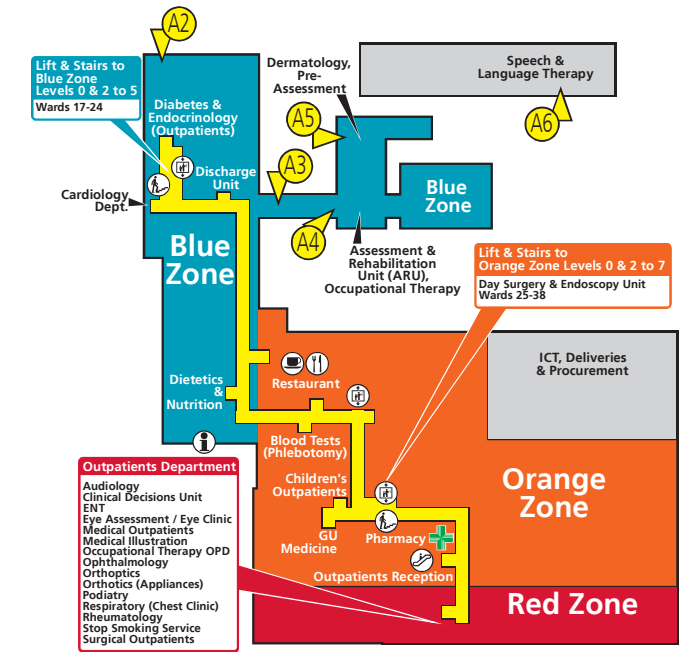 A2
Lift & Stairs to
Blue Zone
Levels 0 & 2 to 5
Wards 17-24
Dermatology,
Pre-
Assessment
Speech &
Language Therapy
A6
Diabetes &
Endocrinology
(Outpatients)
A5
Discharge
Unit
A3
Cardiology
Dept.
Blue
Zone
A4
Blue
Zone
Assessment &
Rehabilitation
Unit (ARU),
Occupational Therapy
Lift & Stairs to
Orange Zone Levels 0 & 2 to 7
Day Surgery & Endoscopy Unit
Wards 25-38
ICT, Deliveries
& Procurement
Restaurant
Dietetics
&
Nutrition
i
Blood Tests
(Phlebotomy)
Children's
Outpatients
Orange
Zone
GU
Medicine
Pharmacy
Outpatients Reception
Red Zone
Outpatients Department
Audiology
Clinical Decisions Unit
ENT
Eye Assessment / Eye Clinic
Medical Outpatients
Medical Illustration
Occupational Therapy OPD
Ophthalmology
Orthoptics
Orthotics (Appliances)
Podiatry
Respiratory (Chest Clinic)
Rheumatology
Stop Smoking Service
Surgical Outpatients